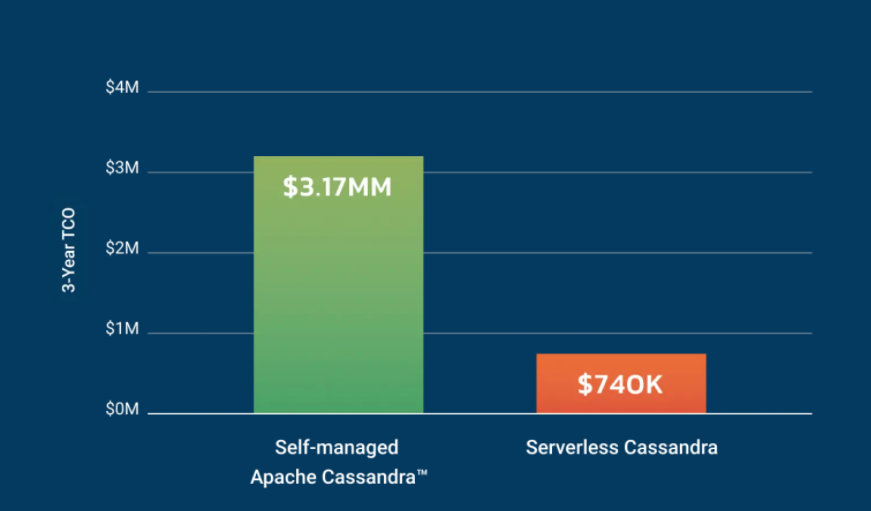 $4M
$3M
$3.17MM
$2M
3-Year TCO
$1M
$740K
$0M
Self-managed
Apache Cassandra™
Serverless Cassandra